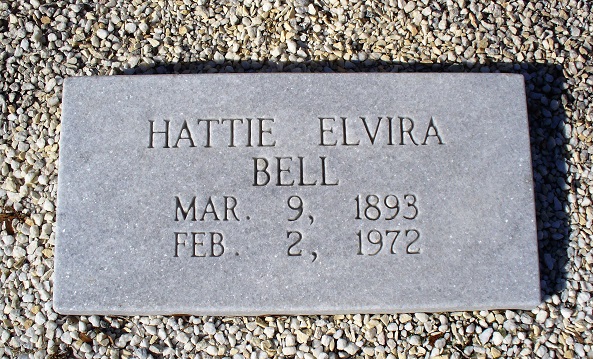 HATTIE ELVIRA
BELL
MAR. 9, 1893
FEB. 2, 1972